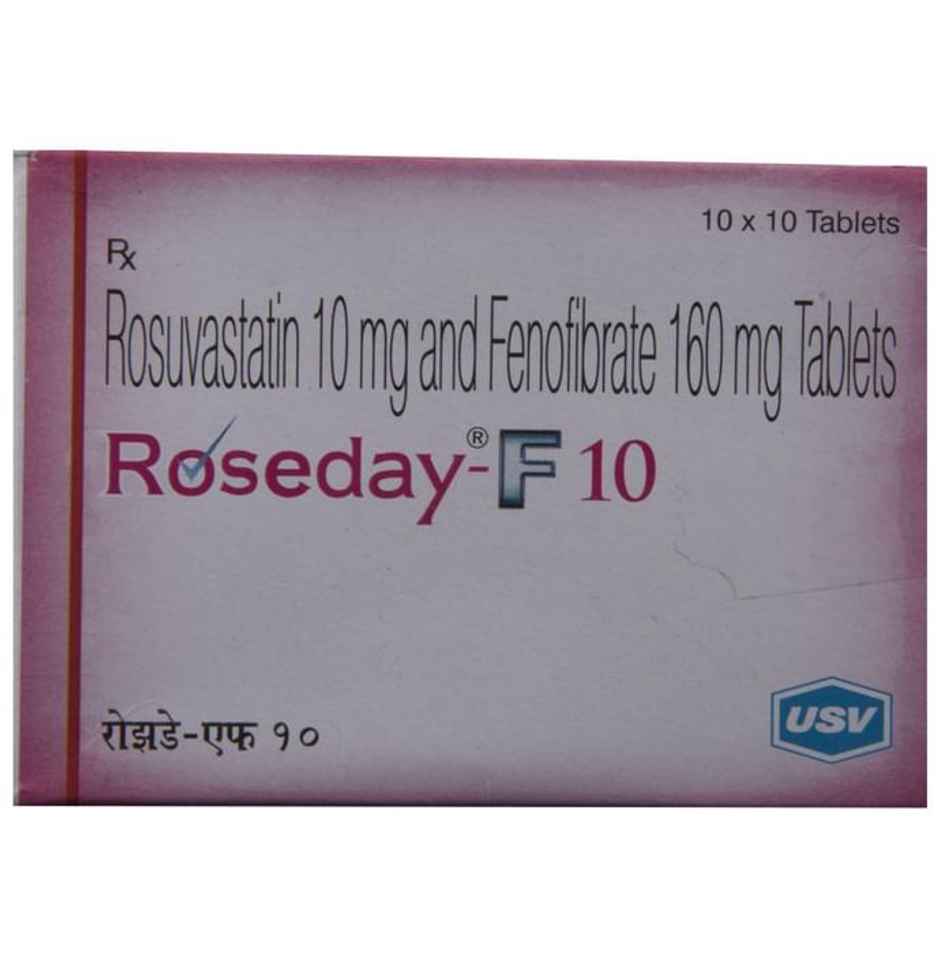 10 x 10 Tablets
Rx
Rosuvastatin 10 mg and Fenofibrate 160 mg Tablets
Roseday®-F 10
रोझडे-एफ १०
USV